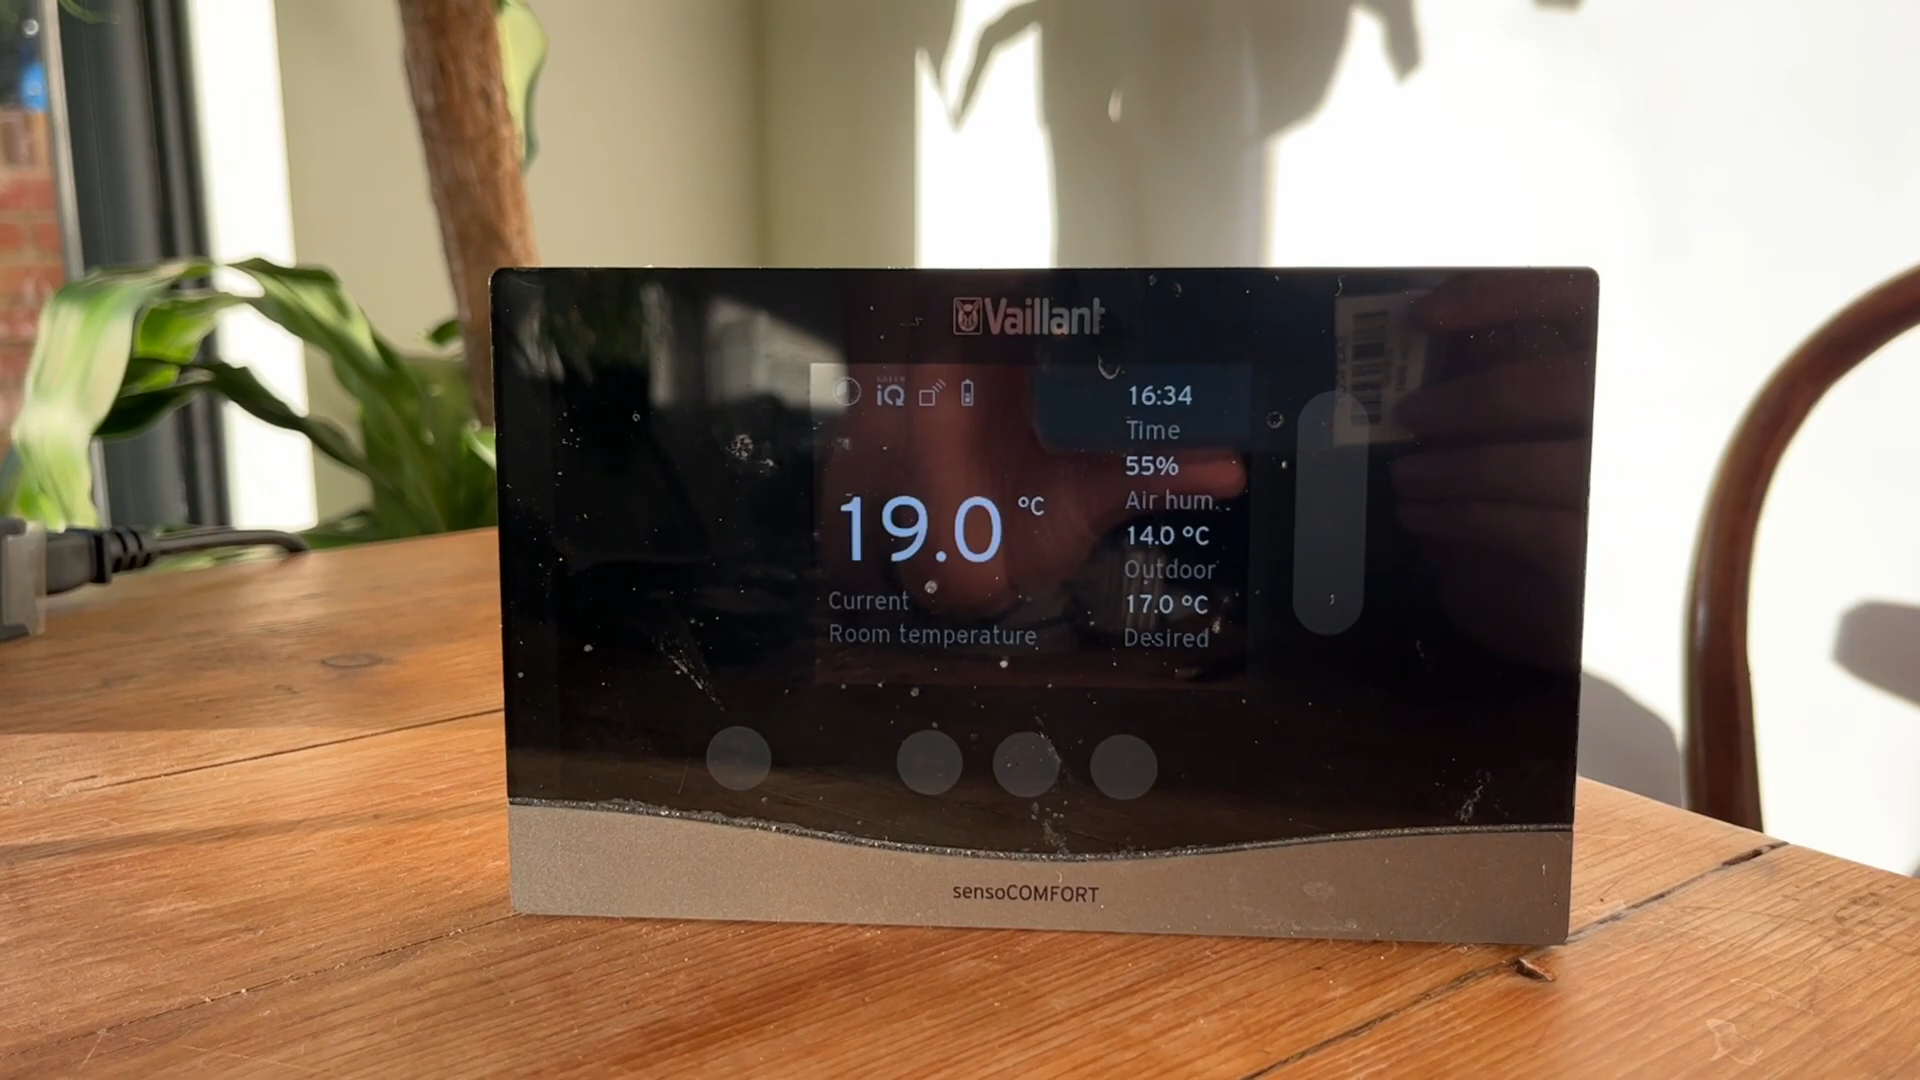 Vaillant
GREEN
iQ
16:34
Time
55%
Air hum.
19.0 °C
14.0 °C
Outdoor
Current
17.0 °C
Room temperature
Desired
sensoCOMFORT